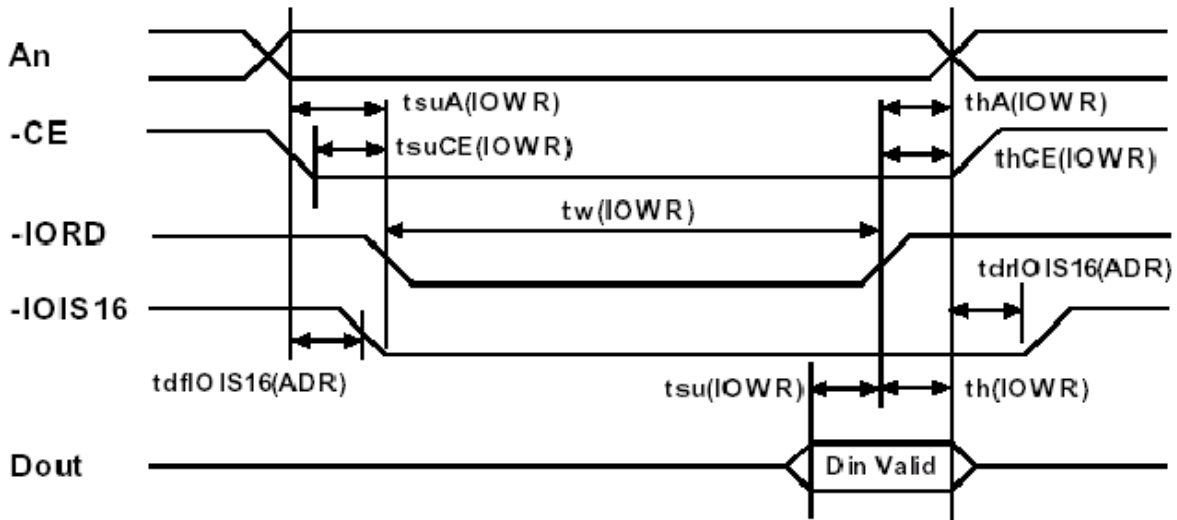 An
tsuA(IOWR)
thA(IOWR)
-CE
tsuCE(IOWR)
thCE(IOWR)
tw(IOWR)
-IORD
tdrIOIS16(ADR)
-IOIS16
tdfIOIS16(ADR)
tsu(IOWR)
th(IOWR)
Dout
Din Valid